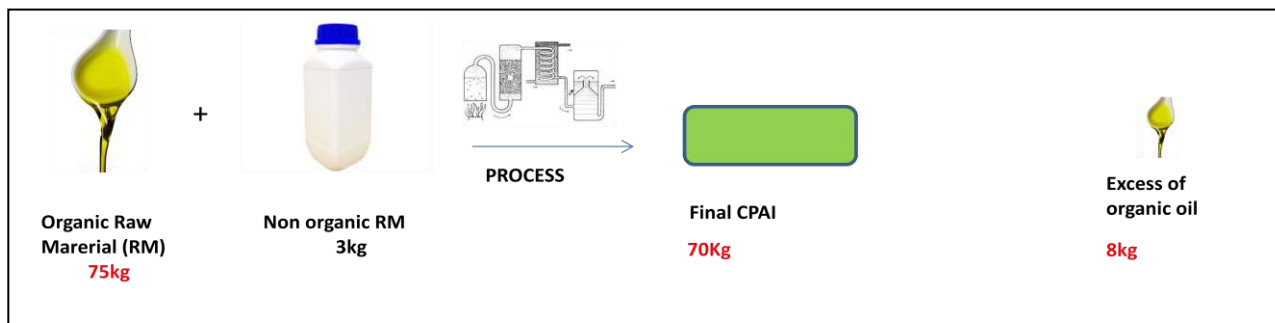 +
PROCESS
Organic Raw
Marerial (RM)
75kg
Non organic RM
3kg
Final CPAI
70Kg
Excess of
organic oil
8kg